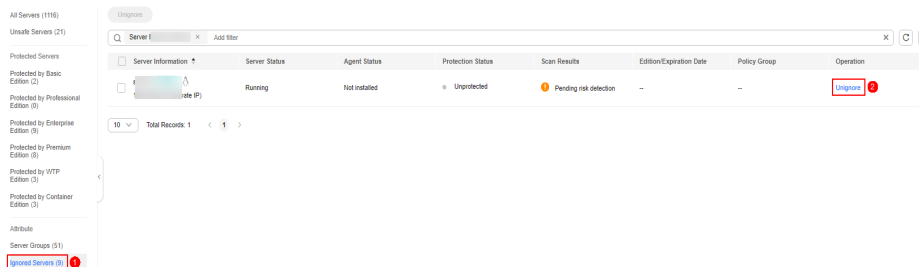 All Servers (1116)
Unsafe Servers (21)
Protected Servers
Protected by Basic
Edition (2)
Protected by Professional
Edition (0)
Protected by Enterprise
Edition (9)
Protected by Premium
Edition (8)
Protected by WTP
Edition (3)
Protected by Container
Edition (3)
Attribute
Server Groups (51)
Ignored Servers (9) 1
Unignore
Server × Add filter × C
Server Information Server Status Agent Status Protection Status Scan Results Edition/Expiration Date Policy Group Operation
Running Not installed Unprotected Pending risk detection -- -- Unignore 2
rate IP)
10 Total Records: 1 < 1 >